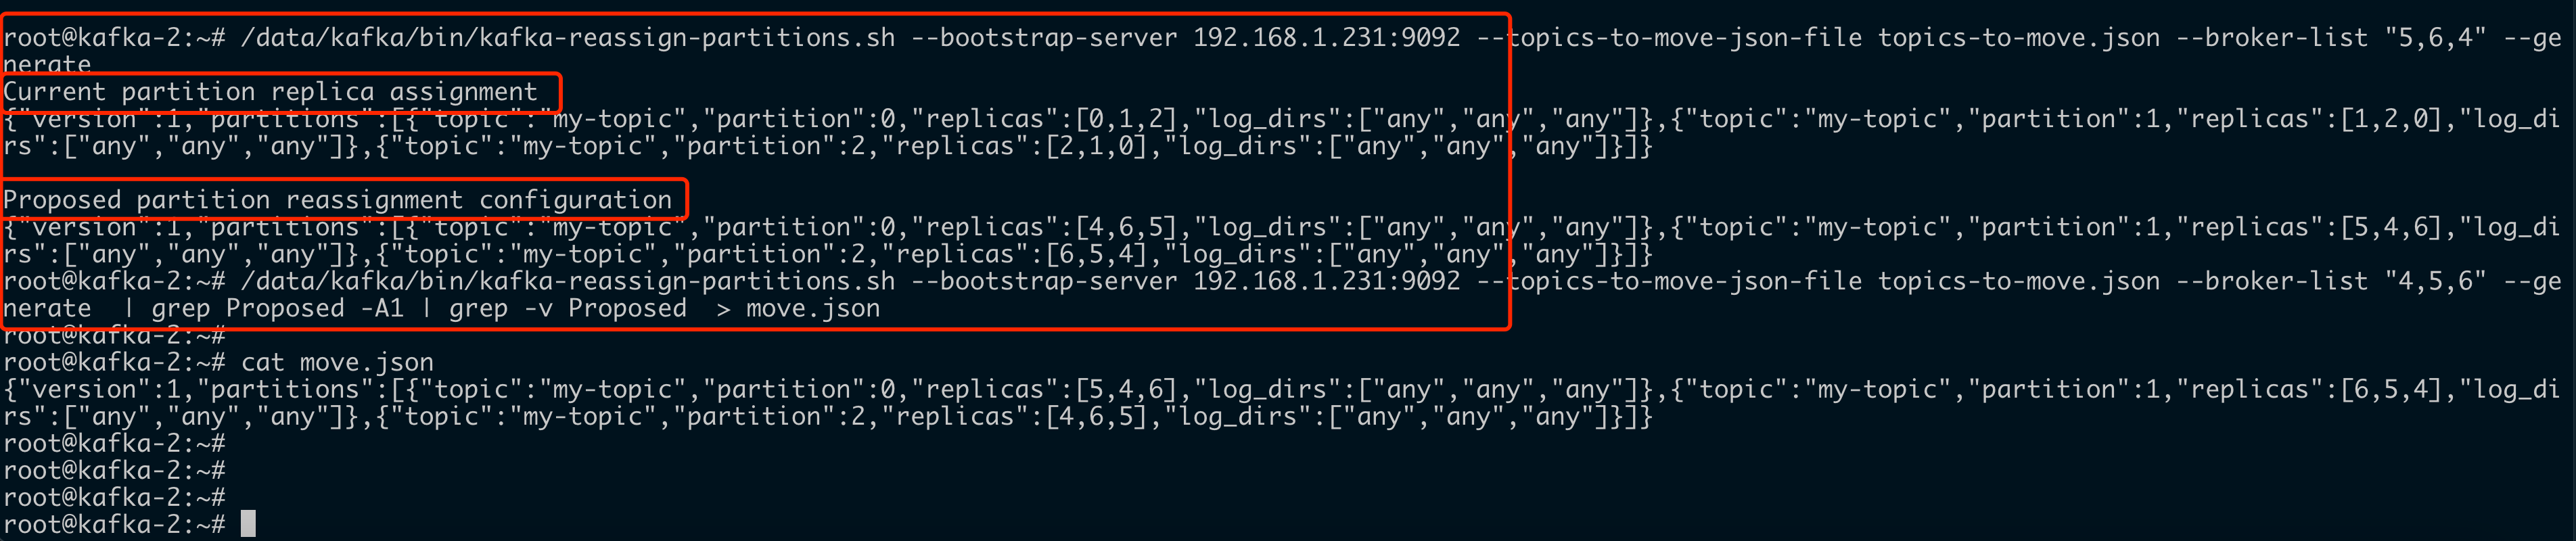 root@kafka-2:~# /data/kafka/bin/kafka-reassign-partitions.sh --bootstrap-server 192.168.1.231:9092 --topics-to-move-json-file topics-to-move.json --broker-list "5,6,4" --ge
nerate
Current partition replica assignment
{"version":1,"partitions":[{"topic":"my-topic","partition":0,"replicas":[0,1,2],"log_dirs":["any","any","any"]},{"topic":"my-topic","partition":1,"replicas":[1,2,0],"log_di
rs":["any","any","any"]},{"topic":"my-topic","partition":2,"replicas":[2,1,0],"log_dirs":["any","any","any"]}]}
Proposed partition reassignment configuration
{"version":1,"partitions":[{"topic":"my-topic","partition":0,"replicas":[4,6,5],"log_dirs":["any","any","any"]},{"topic":"my-topic","partition":1,"replicas":[5,4,6],"log_di
rs":["any","any","any"]},{"topic":"my-topic","partition":2,"replicas":[6,5,4],"log_dirs":["any","any","any"]}]}
root@kafka-2:~# /data/kafka/bin/kafka-reassign-partitions.sh --bootstrap-server 192.168.1.231:9092 --topics-to-move-json-file topics-to-move.json --broker-list "4,5,6" --ge
nerate  | grep Proposed -A1 | grep -v Proposed  > move.json
root@kafka-2:~#
root@kafka-2:~# cat move.json
{"version":1,"partitions":[{"topic":"my-topic","partition":0,"replicas":[5,4,6],"log_dirs":["any","any","any"]},{"topic":"my-topic","partition":1,"replicas":[6,5,4],"log_di
rs":["any","any","any"]},{"topic":"my-topic","partition":2,"replicas":[4,6,5],"log_dirs":["any","any","any"]}]}
root@kafka-2:~#
root@kafka-2:~#
root@kafka-2:~#
root@kafka-2:~#